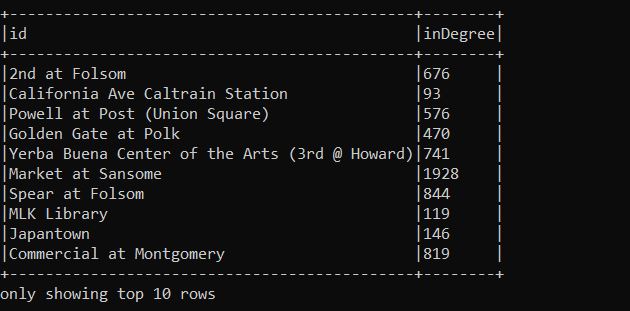 +-----------------------------------------+--------+
|id                                       |inDegree|
+-----------------------------------------+--------+
|2nd at Folsom                            |676     |
|California Ave Caltrain Station          |93      |
|Powell at Post (Union Square)            |576     |
|Golden Gate at Polk                      |470     |
|Yerba Buena Center of the Arts (3rd @ Howard)|741     |
|Market at Sansome                        |1928    |
|Spear at Folsom                          |844     |
|MLK Library                              |119     |
|Japantown                                |146     |
|Commercial at Montgomery                 |819     |
+-----------------------------------------+--------+
only showing top 10 rows